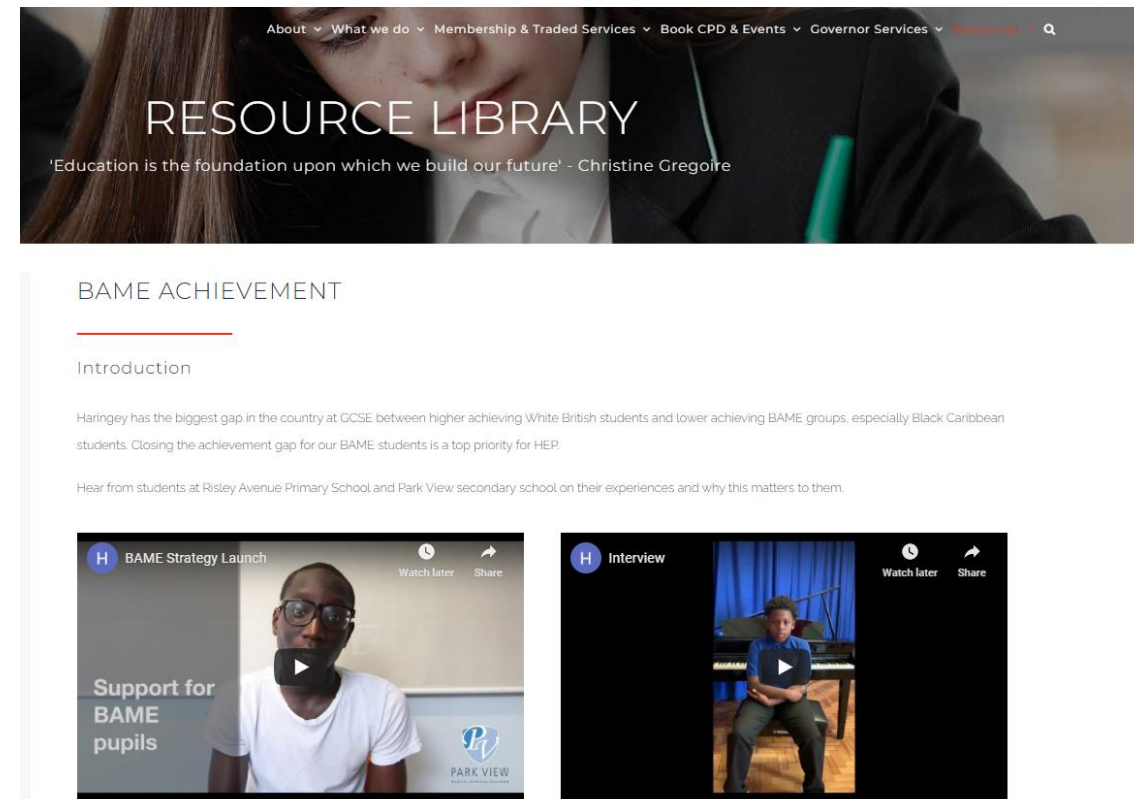 About What we do Membership & Traded Services Book CPD & Events Governor Services Resources
RESOURCE LIBRARY
'Education is the foundation upon which we build our future' - Christine Gregoire
BAME ACHIEVEMENT
Introduction
Haringey has the biggest gap in the country at GCSE between higher achieving White British students and lower achieving BAME groups, especially Black Caribbean
students. Closing the achievement gap for our BAME students is a top priority for HEP.
Hear from students at Risley Avenue Primary School and Park View secondary school on their experiences and why this matters to them.
H BAME Strategy Launch
Watch later Share
Support for
BAME
pupils
PV
PARK VIEW
H Interview
Watch later Share